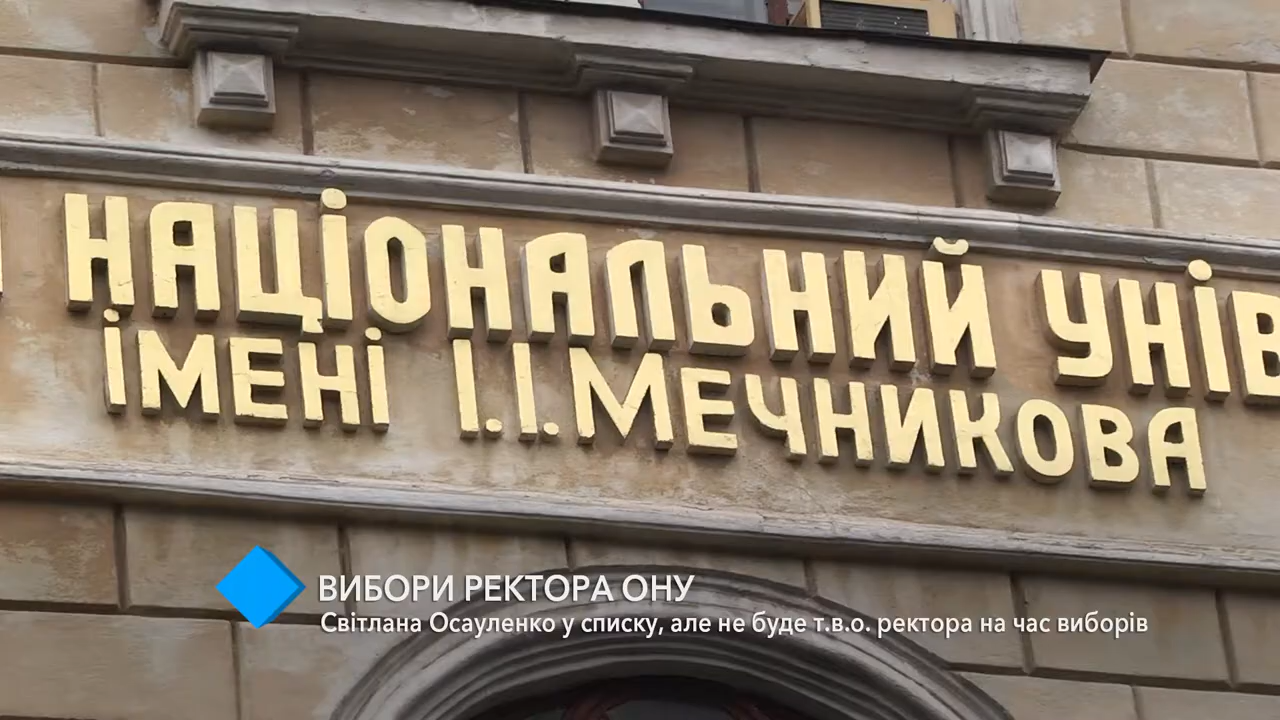 НАЦІОНАЛЬНИЙ УНІВ
ІМЕНІ І.І.МЕЧНИКОВА
ВИБОРИ РЕКТОРА ОНУ
Світлана Осауленко у списку, але не буде т.в.о. ректора на час виборів